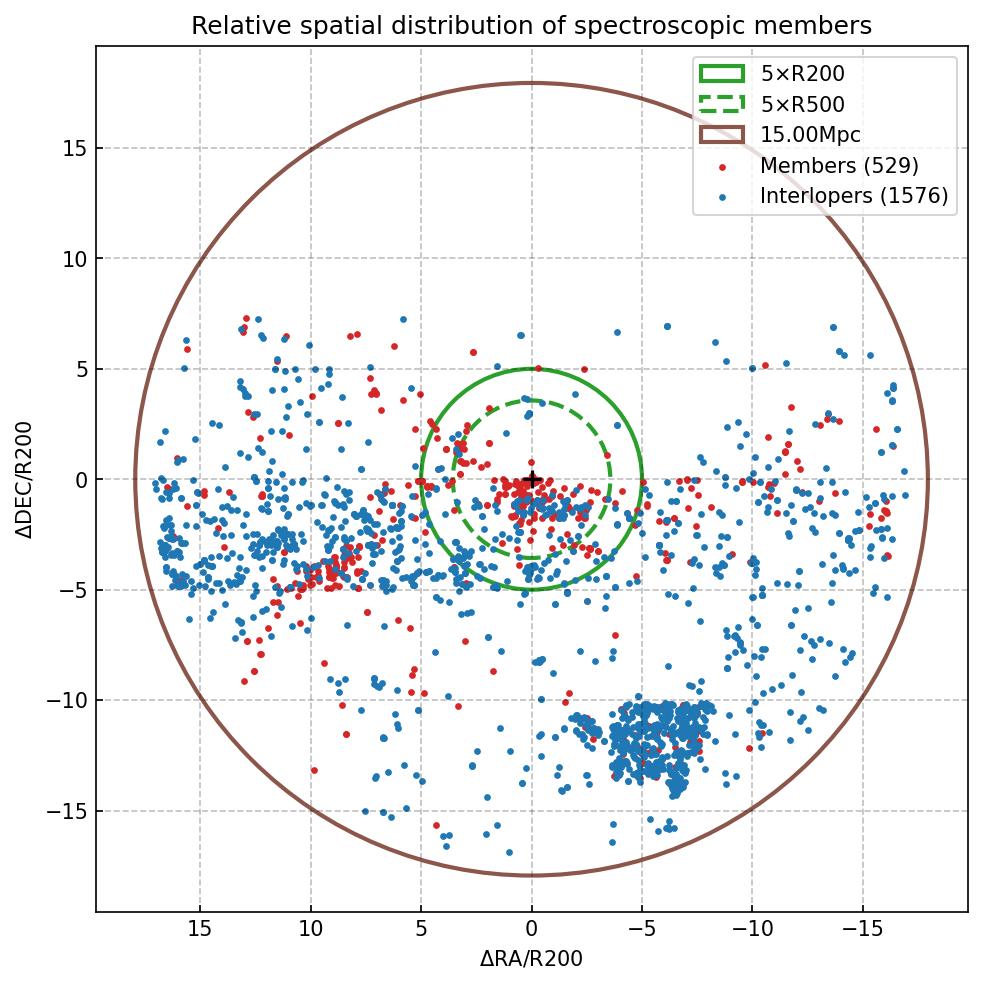 Relative spatial distribution of spectroscopic members
5×R200
5×R500
15.00Mpc
Members (529)
Interlopers (1576)
ΔDEC/R200
15
10
5
0
−5
−10
−15
15 10 5 0 −5 −10 −15
ΔRA/R200